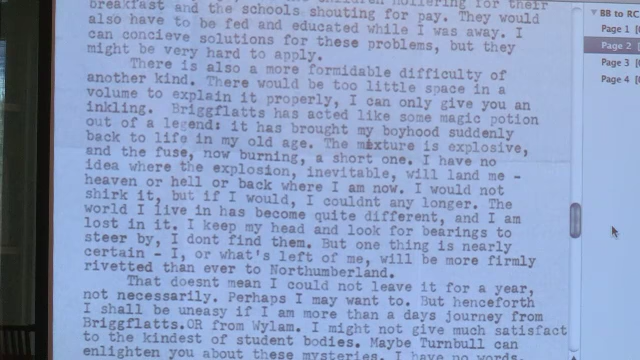 children hollering for their
breakfast and the schools shouting for pay. They would
also have to be fed and educated while I was away. I
can concieve solutions for these problems, but they
might be very hard to apply.
There is also a more formidable difficulty of
another kind. There would be too little space in a
volume to explain it properly, I can only give you an
inkling. Briggflatts has acted like some magic potion
out of a legend: it has brought my boyhood suddenly
back to life in my old age. The mixture is explosive,
and the fuse, now burning, a short one. I have no
idea where the explosion, inevitable, will land me -
heaven or hell or back where I am now. I would not
shirk it, but if I would, I couldnt any longer. The
world I live in has become quite different, and I am
lost in it. I keep my head and look for bearings to
steer by, I dont find them. But one thing is nearly
certain - I, or what's left of me, will be more firmly
rivetted than ever to Northumberland.
That doesnt mean I could not leave it for a year,
not necessarily. Perhaps I may want to. But henceforth
I shall be uneasy if I am more than a days journey from
Briggflatts.OR from Wylam. I might not give much satisfact
to the kindest of student bodies. Maybe Turnbull can
enlighten you about these mysteries. I have no words
BB to RC
Page 1 [
Page 2 [
Page 3 [
Page 4 [